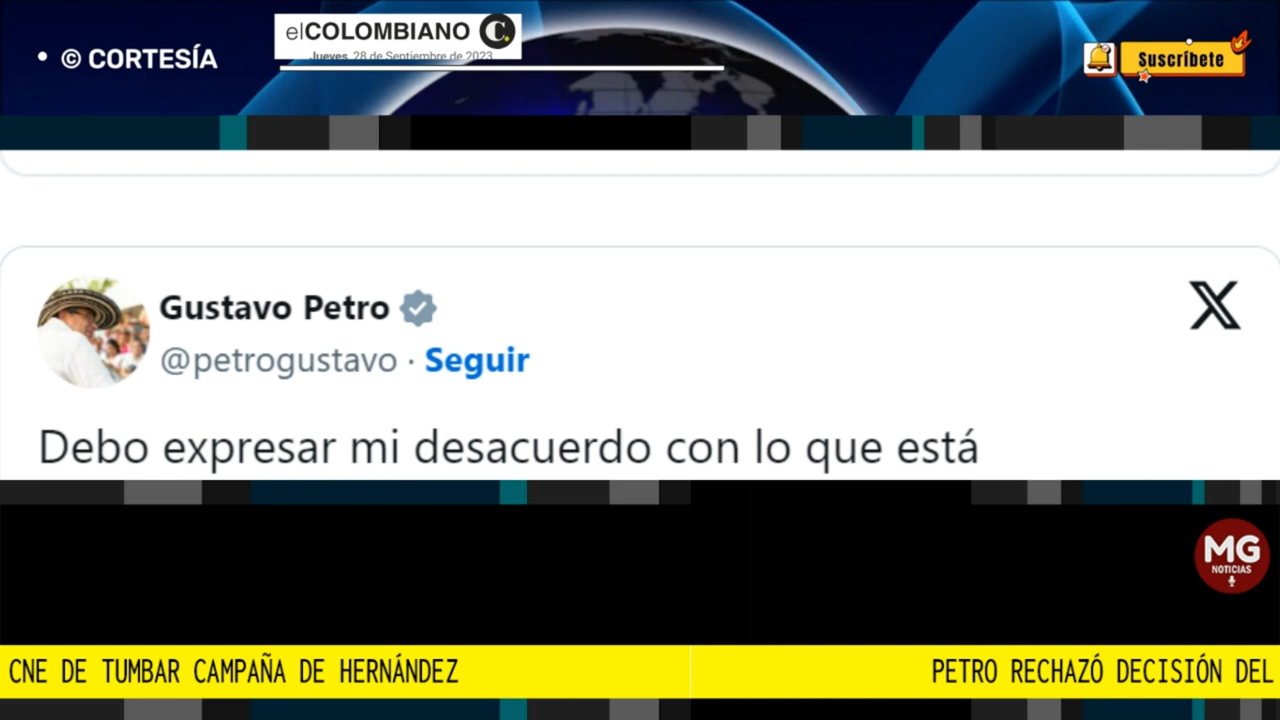 • © CORTESÍA
elCOLOMBIANO C.
Jueves, 28 de Septiembre de 2023
Suscríbete
Gustavo Petro
@petrogustavo · Seguir
Debo expresar mi desacuerdo con lo que está
MG
NOTICIAS
CNE DE TUMBAR CAMPAÑA DE HERNÁNDEZ
PETRO RECHAZÓ DECISIÓN DEL